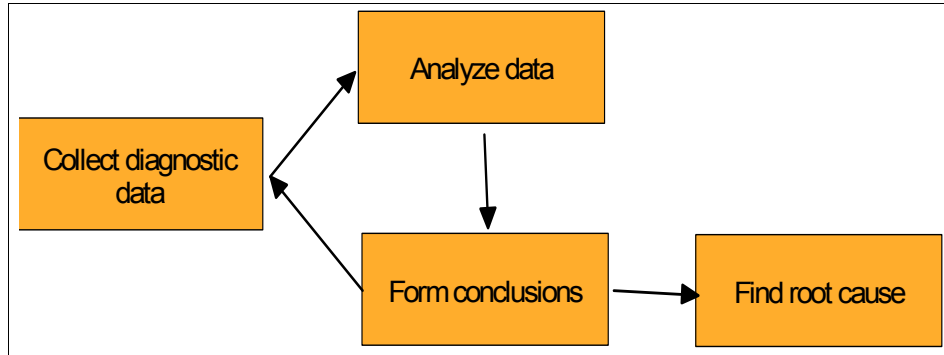 Analyze data
Collect diagnostic
data
Form conclusions
Find root cause